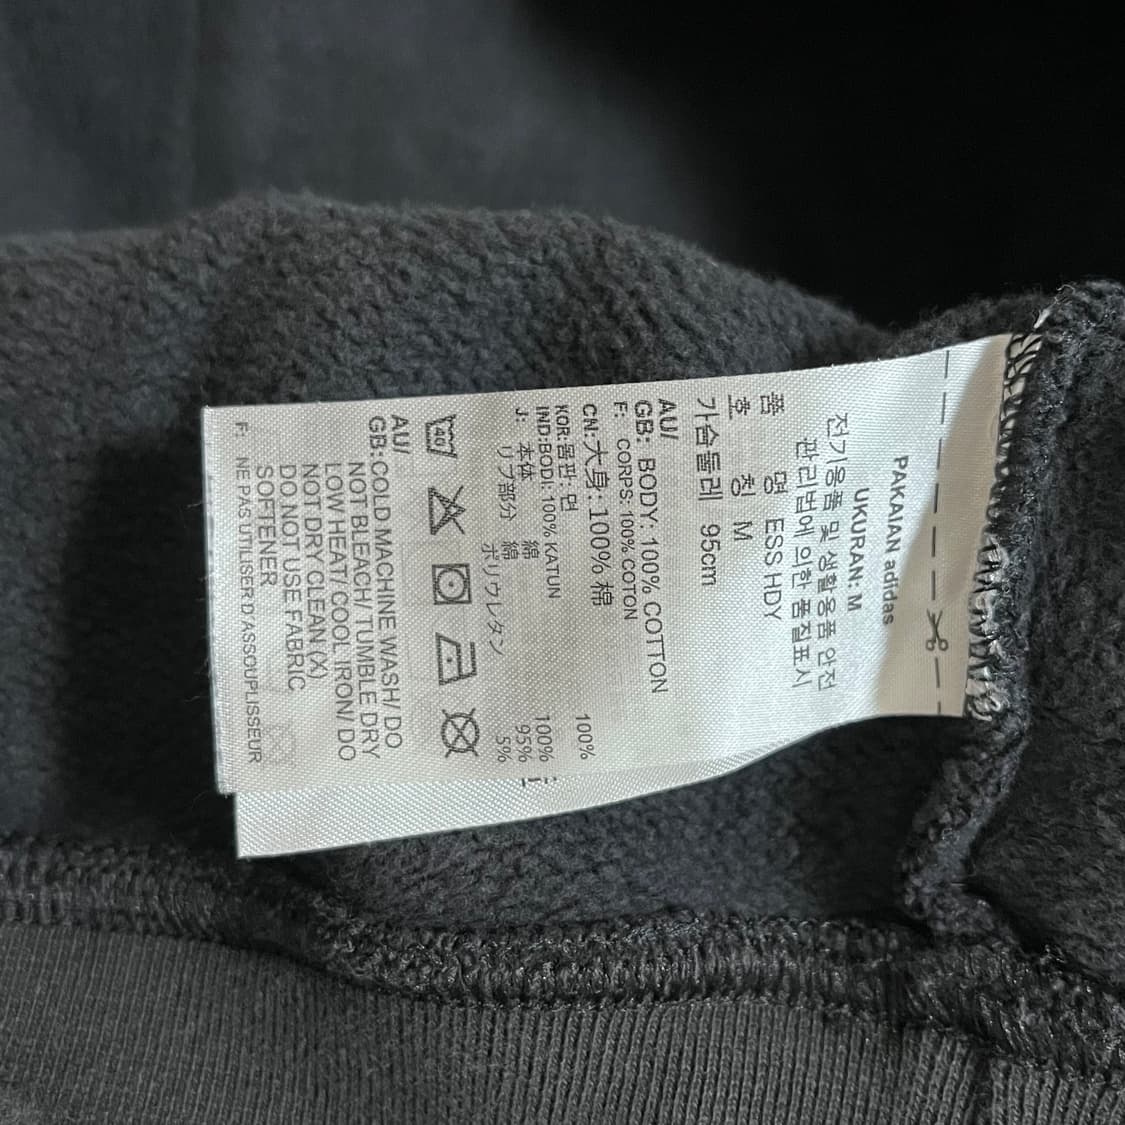 PAKAIAN adidas
UKURAN: M
전기용품 및 생활용품 안전
관리법에 의한 품질표시
품 명 ESS HDY
호 칭 M
가슴둘레 95cm
AU/
GB: BODY: 100% COTTON
F: CORPS: 100% COTON
CN: 大身: 100% 棉
KOR: 몸판: 면 100%
IND:BODI: 100% KATUN
J: 本体 綿 100%
リブ部分 綿 95%
ポリウレタン 5%
40
AU/
GB: COLD MACHINE WASH/ DO
NOT BLEACH/ TUMBLE DRY
LOW HEAT/ COOL IRON/ DO
NOT DRY CLEAN (X)
DO NOT USE FABRIC
SOFTENER
F: NE PAS UTILISER D'ASSOUPLISSEUR